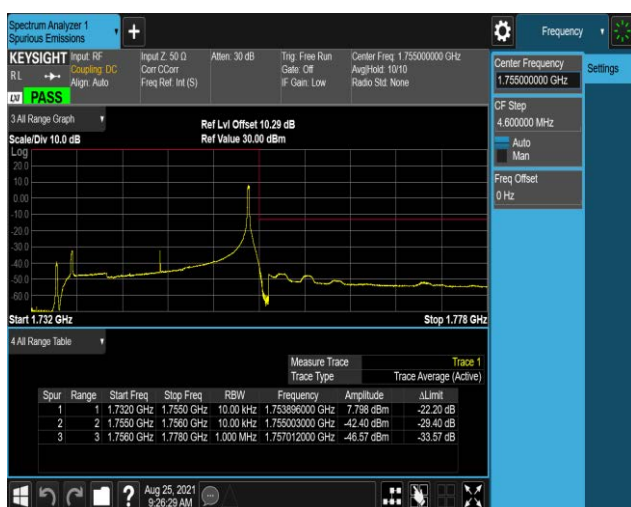 Spectrum Analyzer 1
Spurious Emissions
+
Frequency
KEYSIGHT
RL
LXI PASS
Input: RF
Coupling: DC
Align: Auto
Input Z: 50 Ω
Corr CCorr
Freq Ref: Int (S)
Atten: 30 dB
Trig: Free Run
Gate: Off
IF Gain: Low
Center Freq: 1.755000000 GHz
Avg|Hold: 10/10
Radio Std: None
Center Frequency
1.755000000 GHz
Settings
CF Step
4.600000 MHz
Auto
Man
Freq Offset
0 Hz
3 All Range Graph
Scale/Div 10.0 dB
Ref Lvl Offset 10.29 dB
Ref Value 30.00 dBm
Log
20.0
10.0
0.00
-10.0
-20.0
-30.0
-40.0
-50.0
-60.0
Start 1.732 GHz Stop 1.778 GHz
4 All Range Table
Measure Trace Trace 1
Trace Type Trace Average (Active)
Spur Range Start Freq Stop Freq RBW Frequency Amplitude ΔLimit
1 1 1.7320 GHz 1.7550 GHz 10.00 kHz 1.753896000 GHz 7.798 dBm -22.20 dB
2 2 1.7550 GHz 1.7560 GHz 10.00 kHz 1.755003000 GHz -42.40 dBm -29.40 dB
3 3 1.7560 GHz 1.7780 GHz 1.000 MHz 1.757012000 GHz -46.57 dBm -33.57 dB
?
Aug 25, 2021
9:26:29 AM